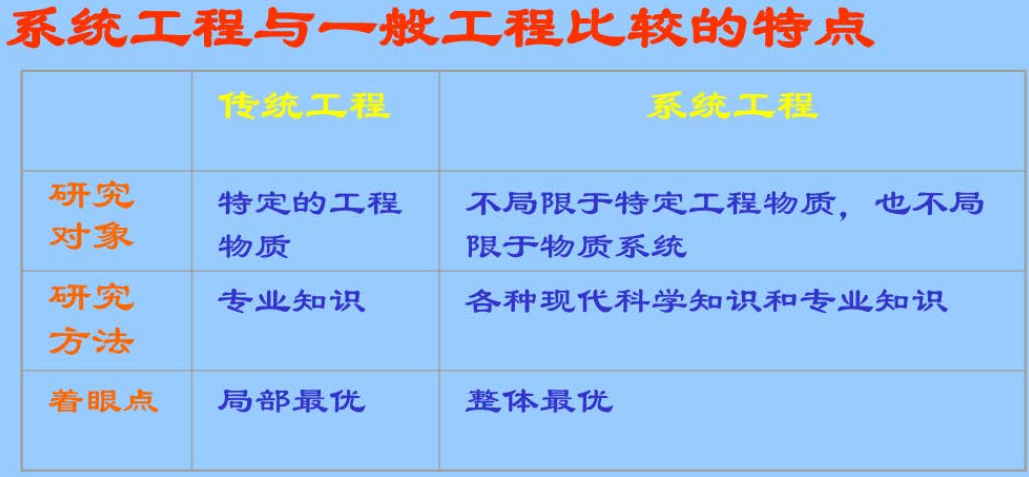 系统工程与一般工程比较的特点
传统工程
系统工程
研究
对象
特定的工程
物质
不局限于特定工程物质，也不局
限于物质系统
研究
方法
专业知识
各种现代科学知识和专业知识
着眼点
局部最优
整体最优